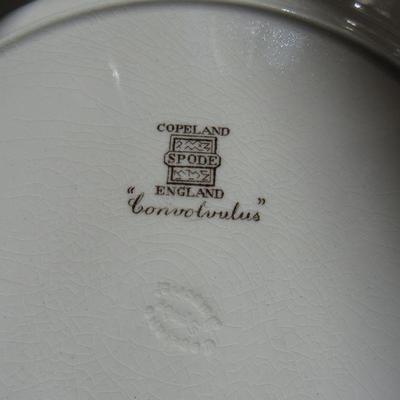 COPELAND
SPODE
ENGLAND
"Convolvulus"